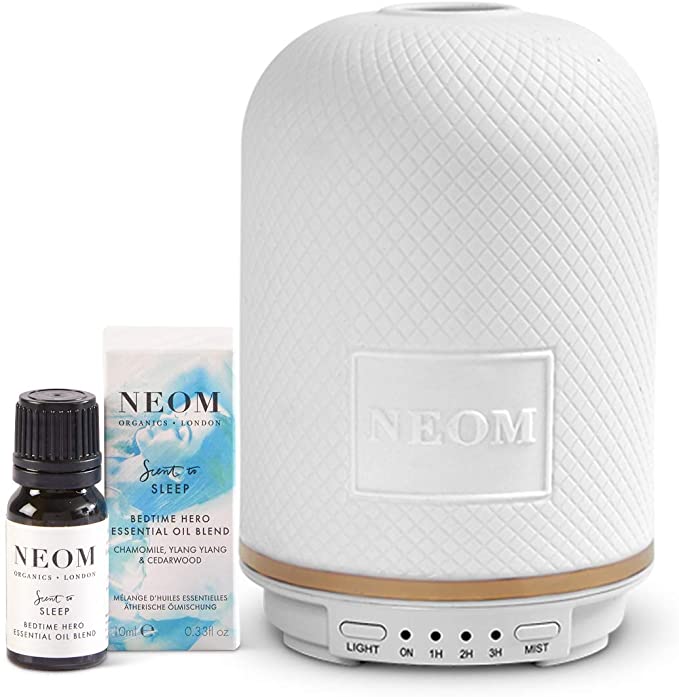 NEOM
ORGANICS • LONDON
Scent to
SLEEP
BEDTIME HERO
ESSENTIAL OIL BLEND
CHAMOMILE, YLANG YLANG
& CEDARWOOD
MÉLANGE D'HUILES ESSENTIELLES
ÄTHERISCHE ÖLMISCHUNG
10ml ℮ 0.33fl oz
NEOM
ORGANICS • LONDON
Scent to
SLEEP
BEDTIME HERO
ESSENTIAL OIL BLEND
NEOM
LIGHT ON 1H 2H 3H MIST